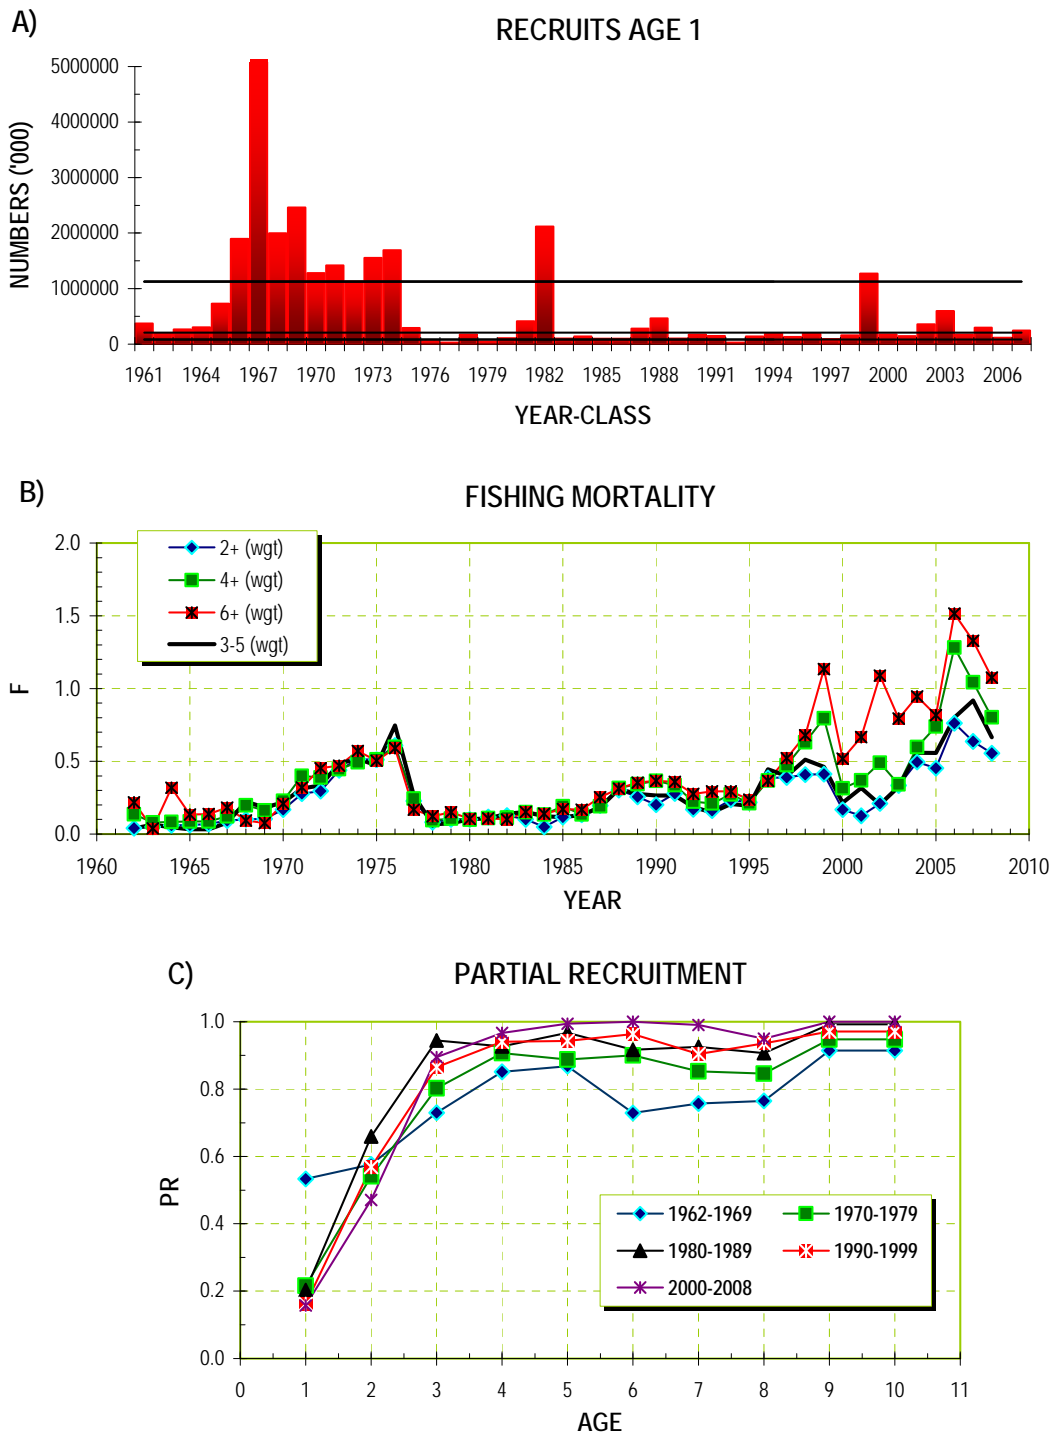 A)
RECRUITS AGE 1
NUMBERS ('000)
5000000
4000000
3000000
2000000
1000000
0
1961 1964 1967 1970 1973 1976 1979 1982 1985 1988 1991 1994 1997 2000 2003 2006
YEAR-CLASS
B)
FISHING MORTALITY
2+ (wgt)
4+ (wgt)
6+ (wgt)
3-5 (wgt)
F
2.0
1.5
1.0
0.5
0.0
1960 1965 1970 1975 1980 1985 1990 1995 2000 2005 2010
YEAR
C)
PARTIAL RECRUITMENT
PR
1.0
0.8
0.6
0.4
0.2
0.0
1962-1969 1970-1979
1980-1989 1990-1999
2000-2008
0 1 2 3 4 5 6 7 8 9 10 11
AGE